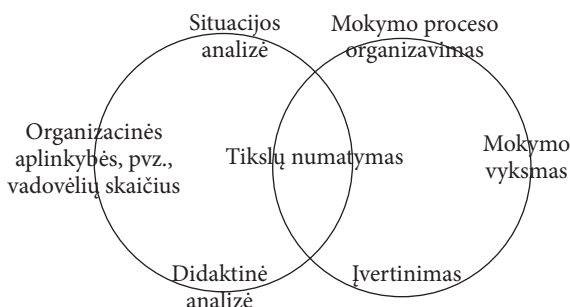 Situacijos
analizė
Mokymo proceso
organizavimas
Organizacinės
aplinkybės, pvz.,
vadovėlių skaičius
Tikslų numatymas
Mokymo
vyksmas
Didaktinė
analizė
Įvertinimas